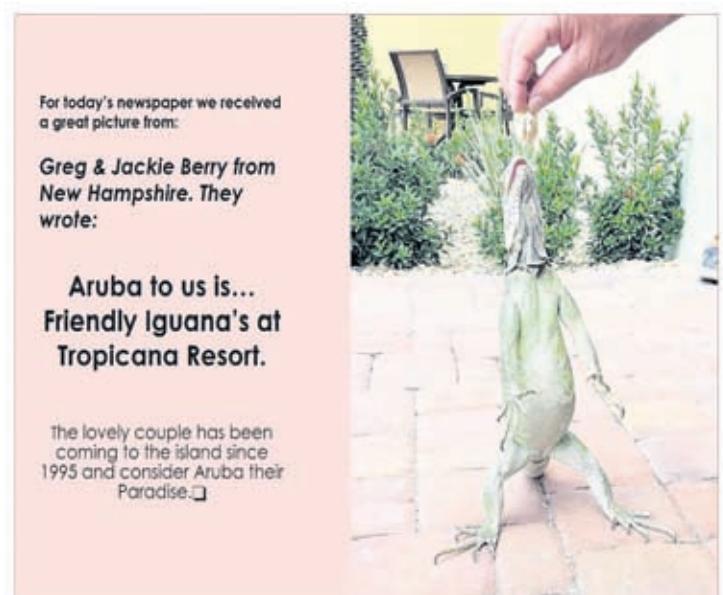 For today's newspaper we received
a great picture from:
Greg & Jackie Berry from
New Hampshire. They
wrote:
Aruba to us is…
Friendly Iguana's at
Tropicana Resort.
The lovely couple has been
coming to the island since
1995 and consider Aruba their
Paradise.❏